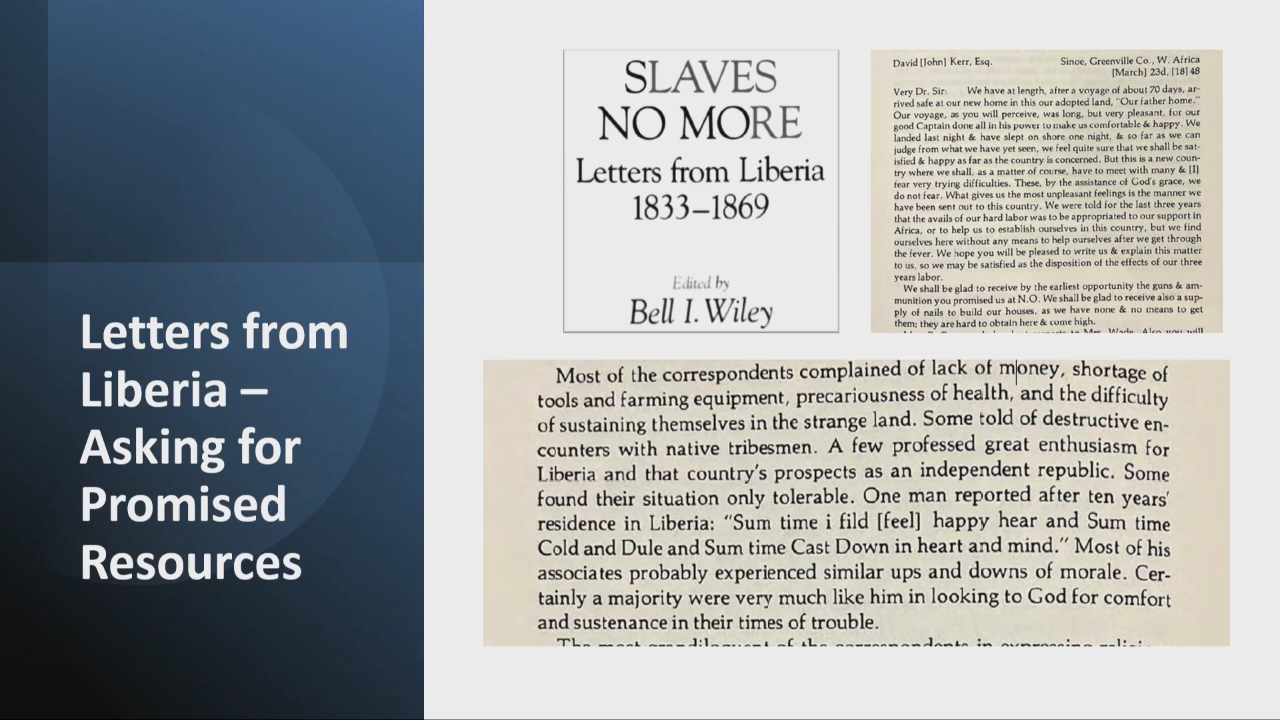 Letters from
Liberia –
Asking for
Promised
Resources
SLAVES
NO MORE
Letters from Liberia
1833–1869
Edited by
Bell I. Wiley
David [John] Kerr, Esq. Sinoe, Greenville Co., W. Africa
[March] 23d, [18]48
Very Dr. Sir: We have at length, after a voyage of about 70 days, ar-
rived safe at our new home in this our adopted land, "Our father home."
Our voyage, as you will perceive, was long, but very pleasant, for our
good Captain done all in his power to make us comfortable & happy. We
landed last night & have slept on shore one night, & so far as we can
judge from what we have yet seen, we feel quite sure that we shall be sat-
isfied & happy as far as the country is concerned. But this is a new coun-
try where we shall, as a matter of course, have to meet with many & [I]
fear very trying difficulties. These, by the assistance of God's grace, we
do not fear. What gives us the most unpleasant feelings is the manner we
have been sent out to this country. We were told for the last three years
that the avails of our hard labor was to be appropriated to our support in
Africa, or to help us to establish ourselves in this country, but we find
ourselves here without any means to help ourselves after we get through
the fever. We hope you will be pleased to write us & explain this matter
to us, so we may be satisfied as the disposition of the effects of our three
years labor.
We shall be glad to receive by the earliest opportunity the guns & am-
munition you promised us at N.O. We shall be glad to receive also a sup-
ply of nails to build our houses, as we have none & no means to get
them; they are hard to obtain here & come high.
Most of the correspondents complained of lack of money, shortage of
tools and farming equipment, precariousness of health, and the difficulty
of sustaining themselves in the strange land. Some told of destructive en-
counters with native tribesmen. A few professed great enthusiasm for
Liberia and that country's prospects as an independent republic. Some
found their situation only tolerable. One man reported after ten years'
residence in Liberia: "Sum time i fild [feel] happy hear and Sum time
Cold and Dule and Sum time Cast Down in heart and mind." Most of his
associates probably experienced similar ups and downs of morale. Cer-
tainly a majority were very much like him in looking to God for comfort
and sustenance in their times of trouble.